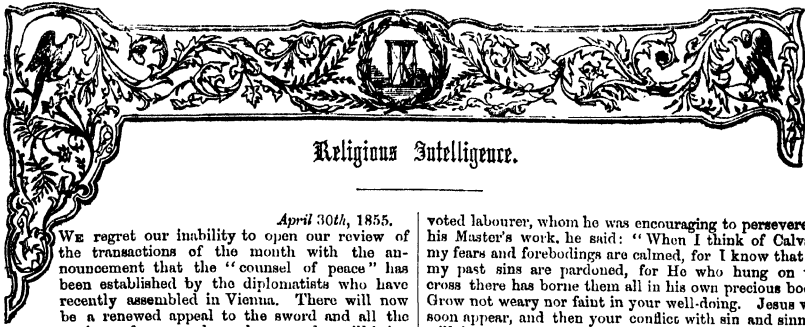 Religious Intelligence.
April 30th, 1855.
WE regret our inability to open our review of
the transactions of the month with the an-
nouncement that the "counsel of peace" has
been established by the diplomatists who have
recently assembled in Vienna. There will now
be a renewed appeal to the sword and all the
voted labourer, whom he was encouraging to persevere
his Master's work, he said: "When I think of Calv
my fears and forebodings are calmed, for I know that
my past sins are pardoned, for He who hung on
cross there has borne them all in his own precious bo
Grow not weary nor faint in your well-doing. Jesus w
soon appear, and then your conflict with sin and sinn